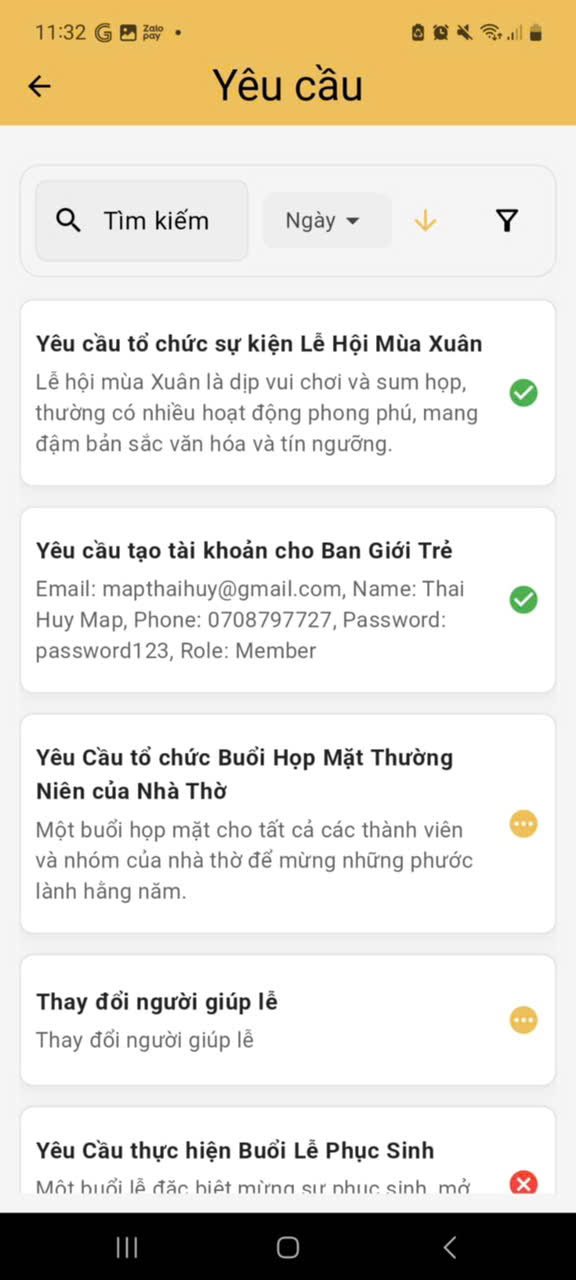 11:32 G Zalo pay
Yêu cầu
Tìm kiếm Ngày
Yêu cầu tổ chức sự kiện Lễ Hội Mùa Xuân
Lễ hội mùa Xuân là dịp vui chơi và sum họp,
thường có nhiều hoạt động phong phú, mang
đậm bản sắc văn hóa và tín ngưỡng.
Yêu cầu tạo tài khoản cho Ban Giới Trẻ
Email: mapthaihuy@gmail.com, Name: Thai
Huy Map, Phone: 0708797727, Password:
password123, Role: Member
Yêu Cầu tổ chức Buổi Họp Mặt Thường
Niên của Nhà Thờ
Một buổi họp mặt cho tất cả các thành viên
và nhóm của nhà thờ để mừng những phước
lành hằng năm.
Thay đổi người giúp lễ
Thay đổi người giúp lễ
Yêu Cầu thực hiện Buổi Lễ Phục Sinh
Một buổi lễ đặc biệt mừng sự phục sinh, mở